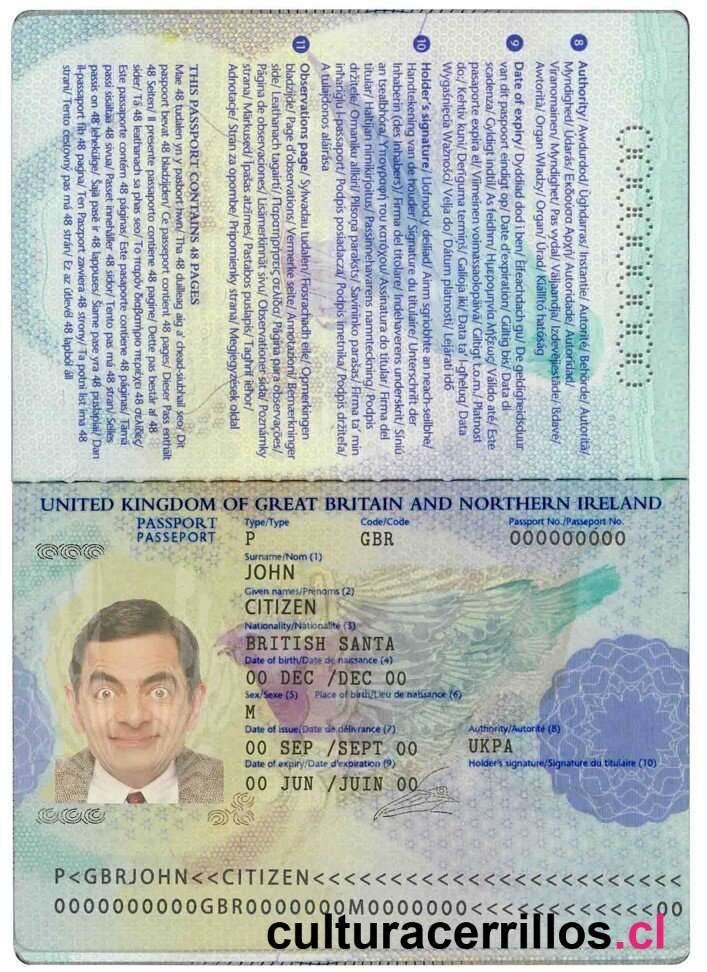 8 Authority/ Awdurdod/ Ùghdarras/ Instantie/ Autorité/ Behörde/ Autorità/
Myndighed/ Údarás/ Εκδούσα Αρχή/ Autoridade/ Autoridad/
Viranomainen/ Myndighet/ Pas vydal/ Väljaandja/ Izdevējiestāde/ Išdavė/
Awtorità/ Organ Władzy/ Organ/ Úrad/ Kiállító hatóság
9 Date of expiry/ Dyddiad dod i ben/ Eifeachdach gu/ De geldigheidsduur
van dit paspoort eindigt op/ Date d'expiration/ Gültig bis/ Data di
scadenza/ Gyldigt indtil/ As feidhm/ Ημερομηνία λήξεως/ Válido até/ Este
pasaporte expira el/ Viimeinen voimassaolopäivä/ Giltigt t.o.m./ Platnost
do/ Kehtiv kuni/ Derīguma termiņš/ Galioja iki/ Data ta' l-għeluq/ Data
Wygaśnięcia Ważności/ Velja do/ Dátum platnosti/ Lejárati idő
10 Holder's signature/ Llofnod y deiliad/ Ainm sgrìobhte an neach-seilbhe/
Handtekening van de houder/ Signature du titulaire/ Unterschrift der
Inhaberin (des Inhabers)/ Firma del titolare/ Indehaverens underskrift/ Síniú
an tsealbhóra/ Υπογραφή του κατόχου/ Assinatura do titular/ Firma del
titular/ Haltijan nimikirjoitus/ Passinnehavarens namnteckning/ Podpis
držitele/ Omaniku allkiri/ Pilsoņa paraksts/ Savininko parašas/ Firma ta' min
inħariġlu l-passaport/ Podpis posiadacza/ Podpis imetnika/ Podpis držiteľa/
A tulajdonos aláírása
11 Observations page/ Sylwadau tudalen/ Fiosrachadh eile/ Opmerkingen
bladzijde/ Page d'observations/ Vermerke seite/ Annotazioni/ Bemærkninger
side/ Leathanach tagairtí/ Παρατηρήσεις σελίδα/ Página para observações/
Página de observaciones/ Lisämerkinnät sivu/ Observationer sida/ Poznámky
strana/ Märkused/ Īpašas atzīmes/ Pastabos puslapis/ Tagħrif ieħor/
Adnotacje/ Stran za opombe/ Pripomienky strana/ Megjegyzések oldal
THIS PASSPORT CONTAINS 48 PAGES
Mae 48 tudalen yn y pasbort hwn/ Tha 48 duilleag aig a' chead-siubhail seo/ Dit
paspoort bevat 48 bladzijden/ Ce passeport contient 48 pages/ Dieser Pass enthält
48 Seiten/ Il presente passaporto contiene 48 pagine/ Dette pas består af 48
sider/ Tá 48 leathanach sa phas seo/ Το παρόν διαβατήριο περιέχει 48 σελίδες/
Este passaporte contém 48 páginas/ Este pasaporte contiene 48 páginas/ Tämä
passi sisältää 48 sivua/ Passet innehåller 48 sidor/ Tento pas má 48 stran/ Selles
passis on 48 lehekülge/ Šajā pasē ir 48 lappuses/ Šiame pase yra 48 puslapiai/ Dan
il-passaport fih 48 paġna/ Ten Paszport zawiera 48 strony/ Ta potni list ima 48
strani/ Tento cestovný pas má 48 strán/ Ez az útlevél 48 lapból áll
UNITED KINGDOM OF GREAT BRITAIN AND NORTHERN IRELAND
PASSPORT Type/Type Code/Code Passport No./Passeport No.
PASSEPORT P GBR 000000000
Surname/Nom (1)
JOHN
Given names/Prénoms (2)
CITIZEN
Nationality/Nationalité (3)
BRITISH SANTA
Date of birth/Date de naissance (4)
00 DEC /DEC 00
Sex/Sexe (5) Place of birth/Lieu de naissance (6)
M
Date of issue/Date de délivrance (7) Authority/Autorité (8)
00 SEP /SEPT 00 UKPA
Date of expiry/Date d'expiration (9) Holder's signature/Signature du titulaire (10)
00 JUN /JUIN 00
P<GBRJOHN<<CITIZEN<<<<<<<<<<<<<<<<<<<<<<<<<<
0000000000GBR0000000M0000000<<<<<<<<<<<<<<00
culturacerrillos.cl